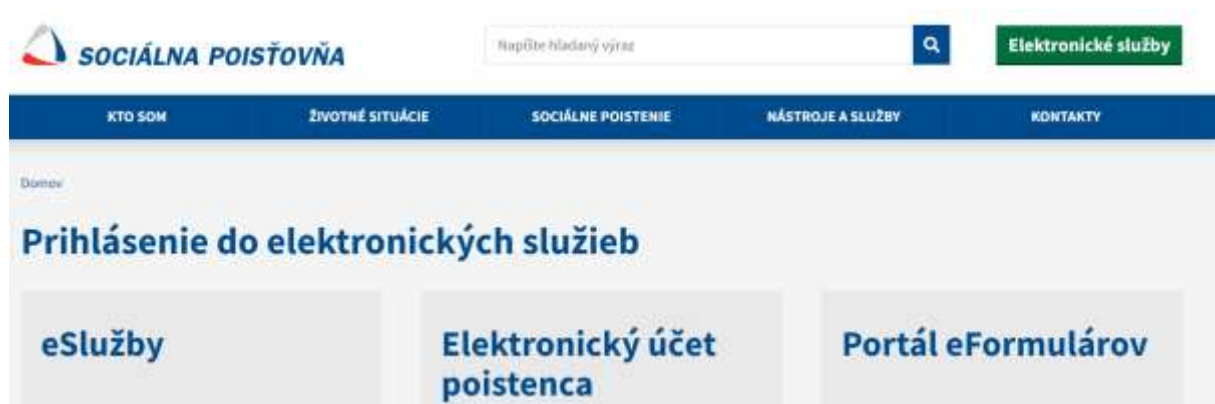 SOCIÁLNA POISŤOVŇA
Napíšte hľadaný výraz
Elektronické služby
KTO SOM
ŽIVOTNÉ SITUÁCIE
SOCIÁLNE POISTENIE
NÁSTROJE A SLUŽBY
KONTAKTY
Domov
Prihlásenie do elektronických služieb
eSlužby
Elektronický účet
poistenca
Portál eFormulárov